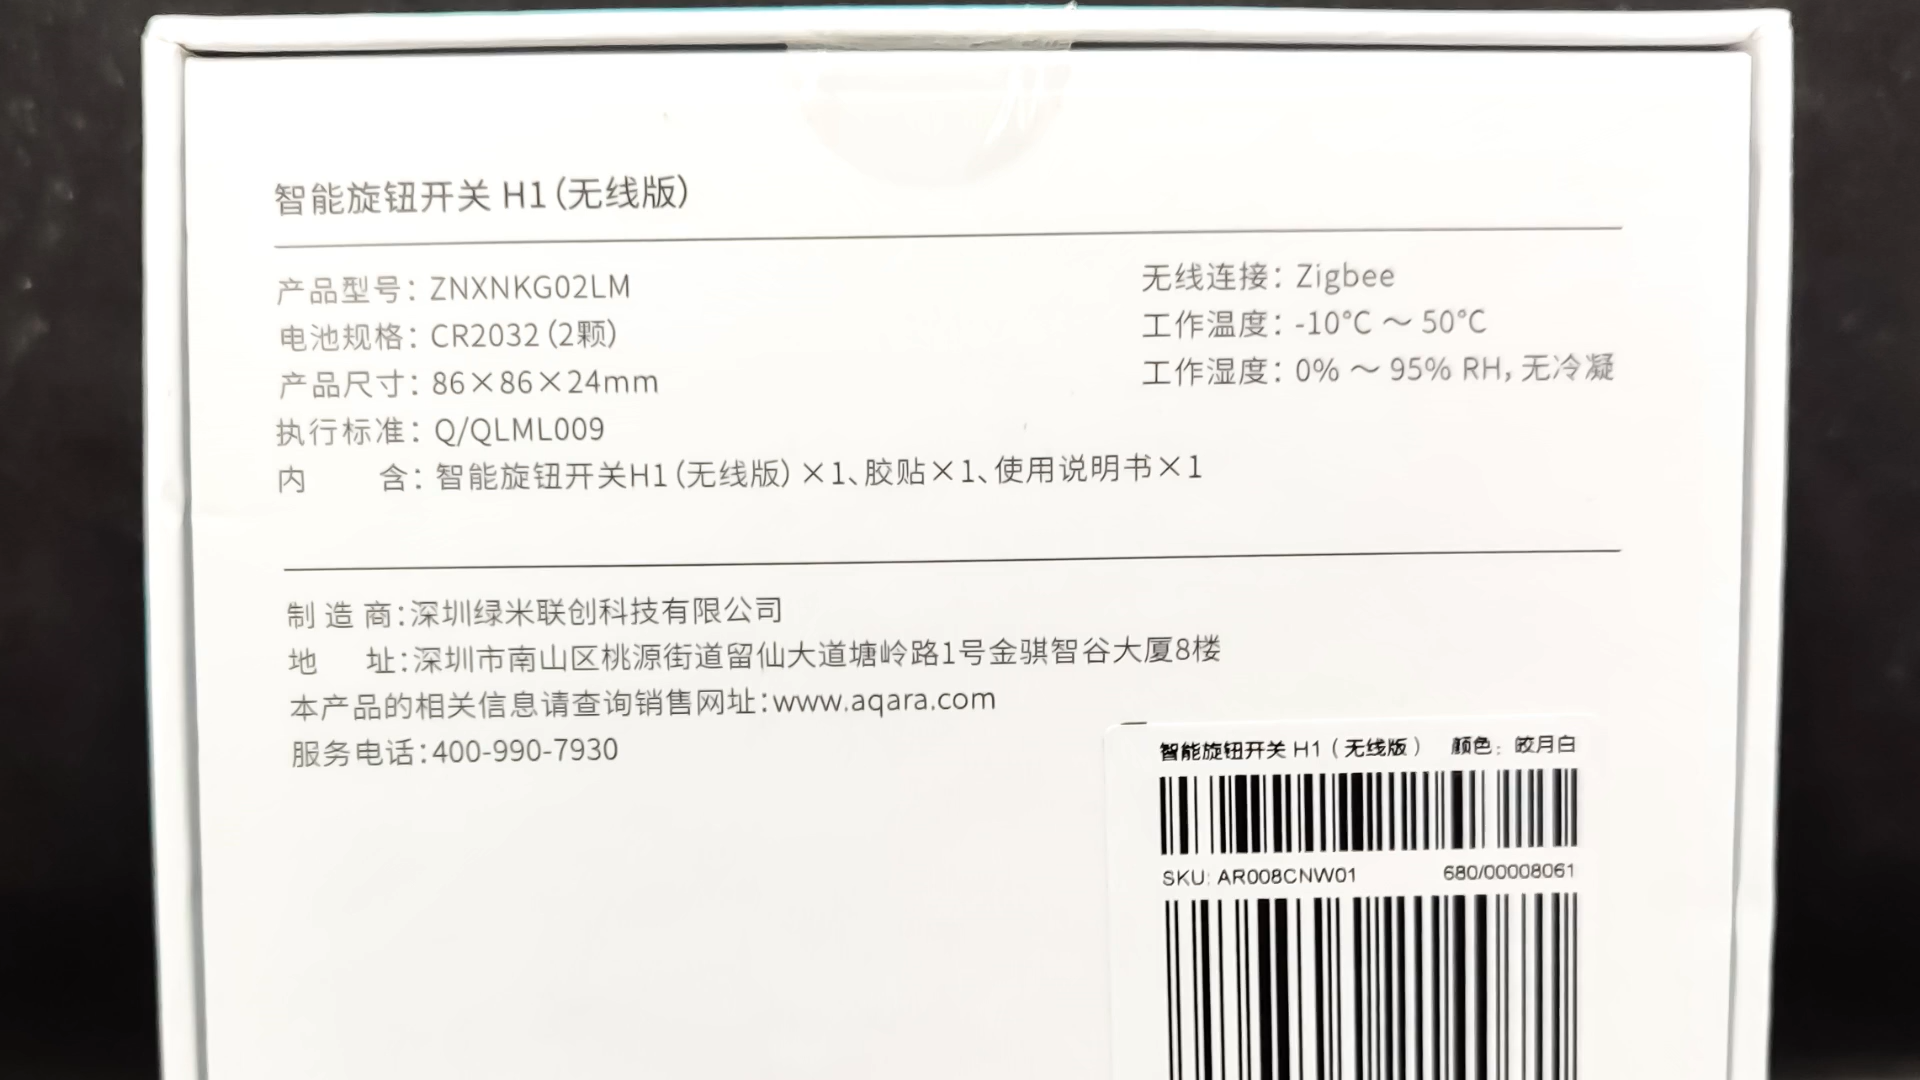 智能旋钮开关 H1（无线版）
产品型号：ZNXNKG02LM
电池规格：CR2032（2颗）
产品尺寸：86×86×24mm
执行标准：Q/QLML009
内 含：智能旋钮开关H1（无线版）×1、胶贴×1、使用说明书×1
无线连接：Zigbee
工作温度：-10°C ～ 50°C
工作湿度：0% ～ 95% RH，无冷凝
制 造 商：深圳绿米联创科技有限公司
地 址：深圳市南山区桃源街道留仙大道塘岭路1号金骐智谷大厦8楼
本产品的相关信息请查询销售网址：www.aqara.com
服务电话：400-990-7930
智能旋钮开关 H1（无线版） 颜色：皎月白
SKU: AR008CNW01 680/00008061